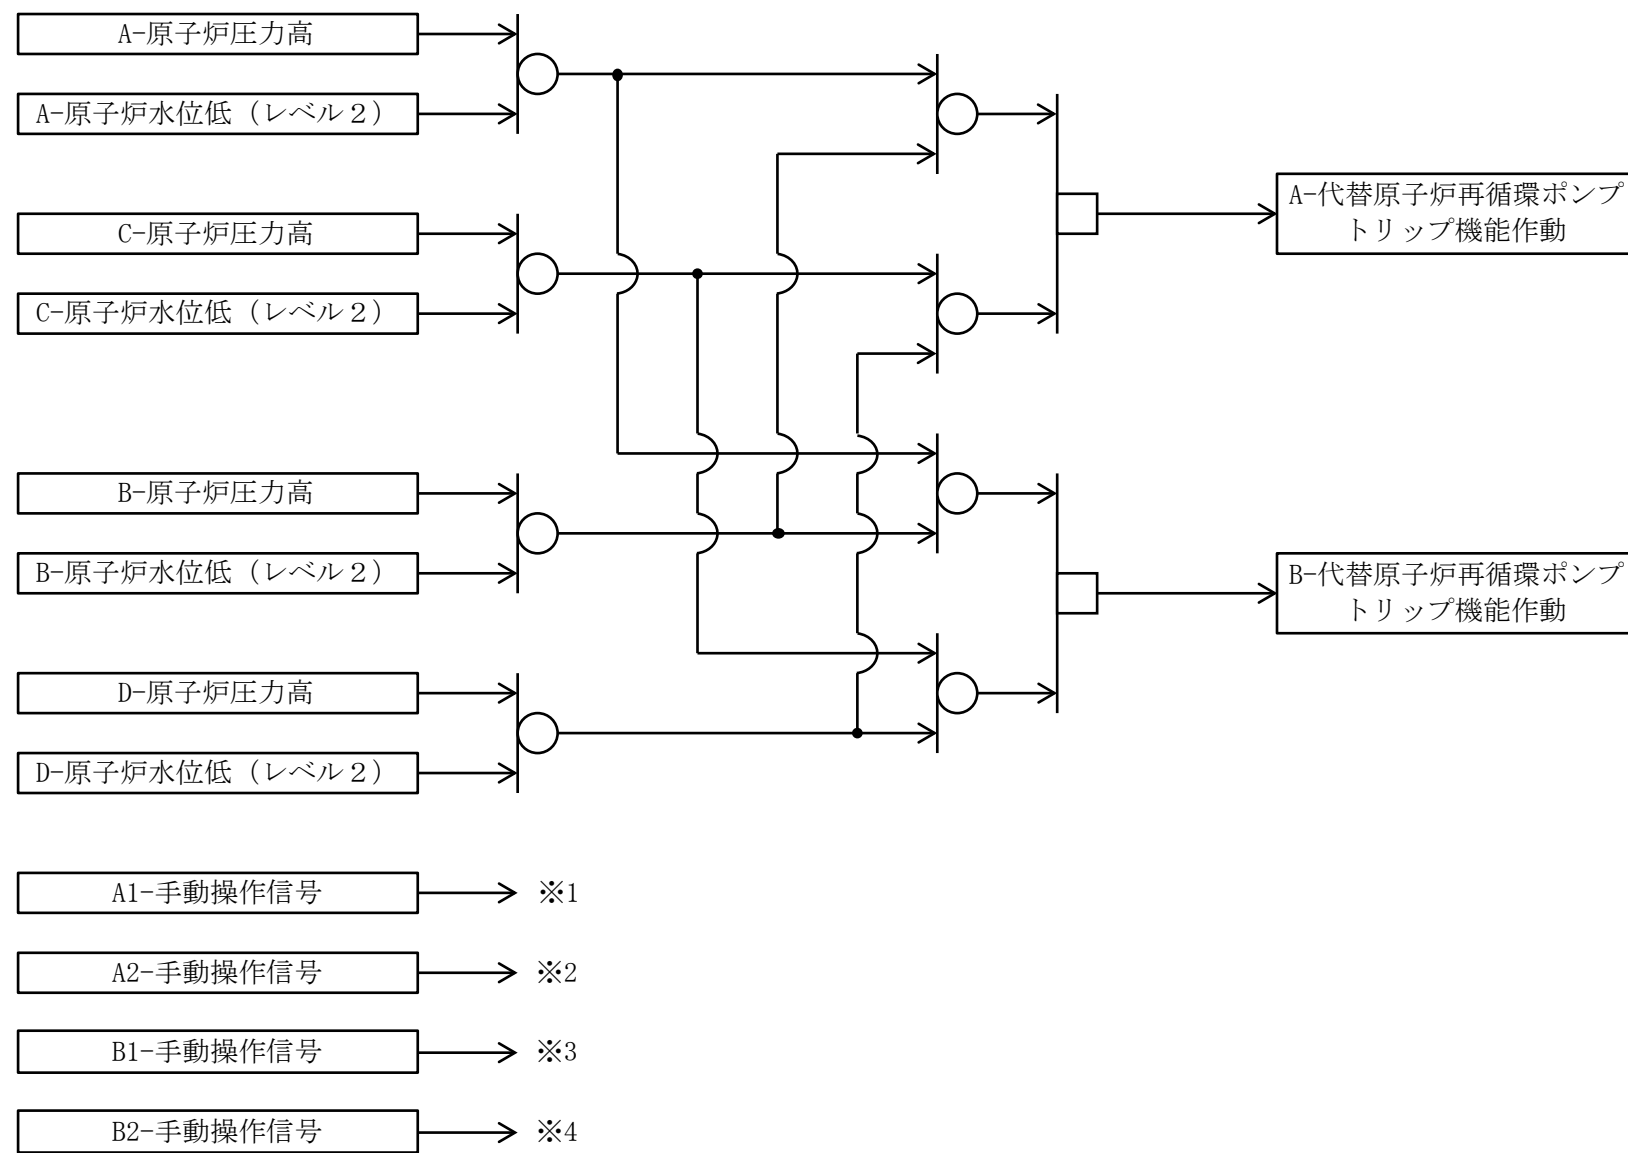 A-原子炉圧力高
A-原子炉水位低（レベル２）
C-原子炉圧力高
C-原子炉水位低（レベル２）
A-代替原子炉再循環ポンプ
トリップ機能作動
B-原子炉圧力高
B-原子炉水位低（レベル２）
D-原子炉圧力高
D-原子炉水位低（レベル２）
B-代替原子炉再循環ポンプ
トリップ機能作動
A1-手動操作信号 ※1
A2-手動操作信号 ※2
B1-手動操作信号 ※3
B2-手動操作信号 ※4